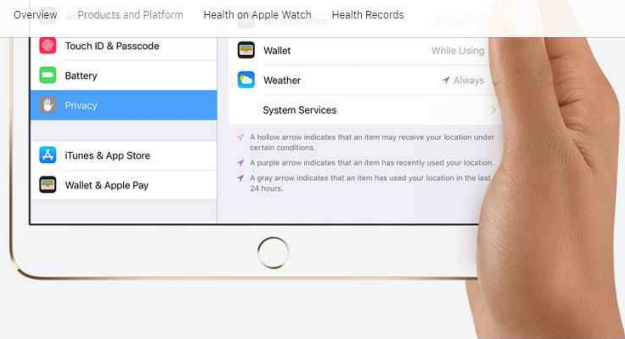 Overview Products and Platform Health on Apple Watch Health Records
Touch ID & Passcode
Battery
Privacy
iTunes & App Store
Wallet & Apple Pay
Wallet While Using
Weather Always
System Services
A hollow arrow indicates that an item may receive your location under
certain conditions.
A purple arrow indicates that an item has recently used your location.
A gray arrow indicates that an item has used your location in the last
24 hours.